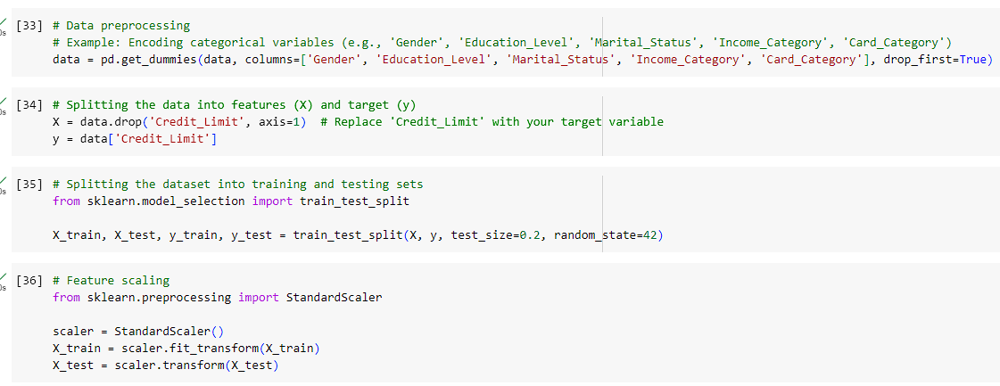 [33] # Data preprocessing
# Example: Encoding categorical variables (e.g., 'Gender', 'Education_Level', 'Marital_Status', 'Income_Category', 'Card_Category')
data = pd.get_dummies(data, columns=['Gender', 'Education_Level', 'Marital_Status', 'Income_Category', 'Card_Category'], drop_first=True)
0s
[34] # Splitting the data into features (X) and target (y)
X = data.drop('Credit_Limit', axis=1)  # Replace 'Credit_Limit' with your target variable
0s
y = data['Credit_Limit']
[35] # Splitting the dataset into training and testing sets
0s
from sklearn.model_selection import train_test_split
X_train, X_test, y_train, y_test = train_test_split(X, y, test_size=0.2, random_state=42)
[36] # Feature scaling
0s
from sklearn.preprocessing import StandardScaler
scaler = StandardScaler()
X_train = scaler.fit_transform(X_train)
X_test = scaler.transform(X_test)